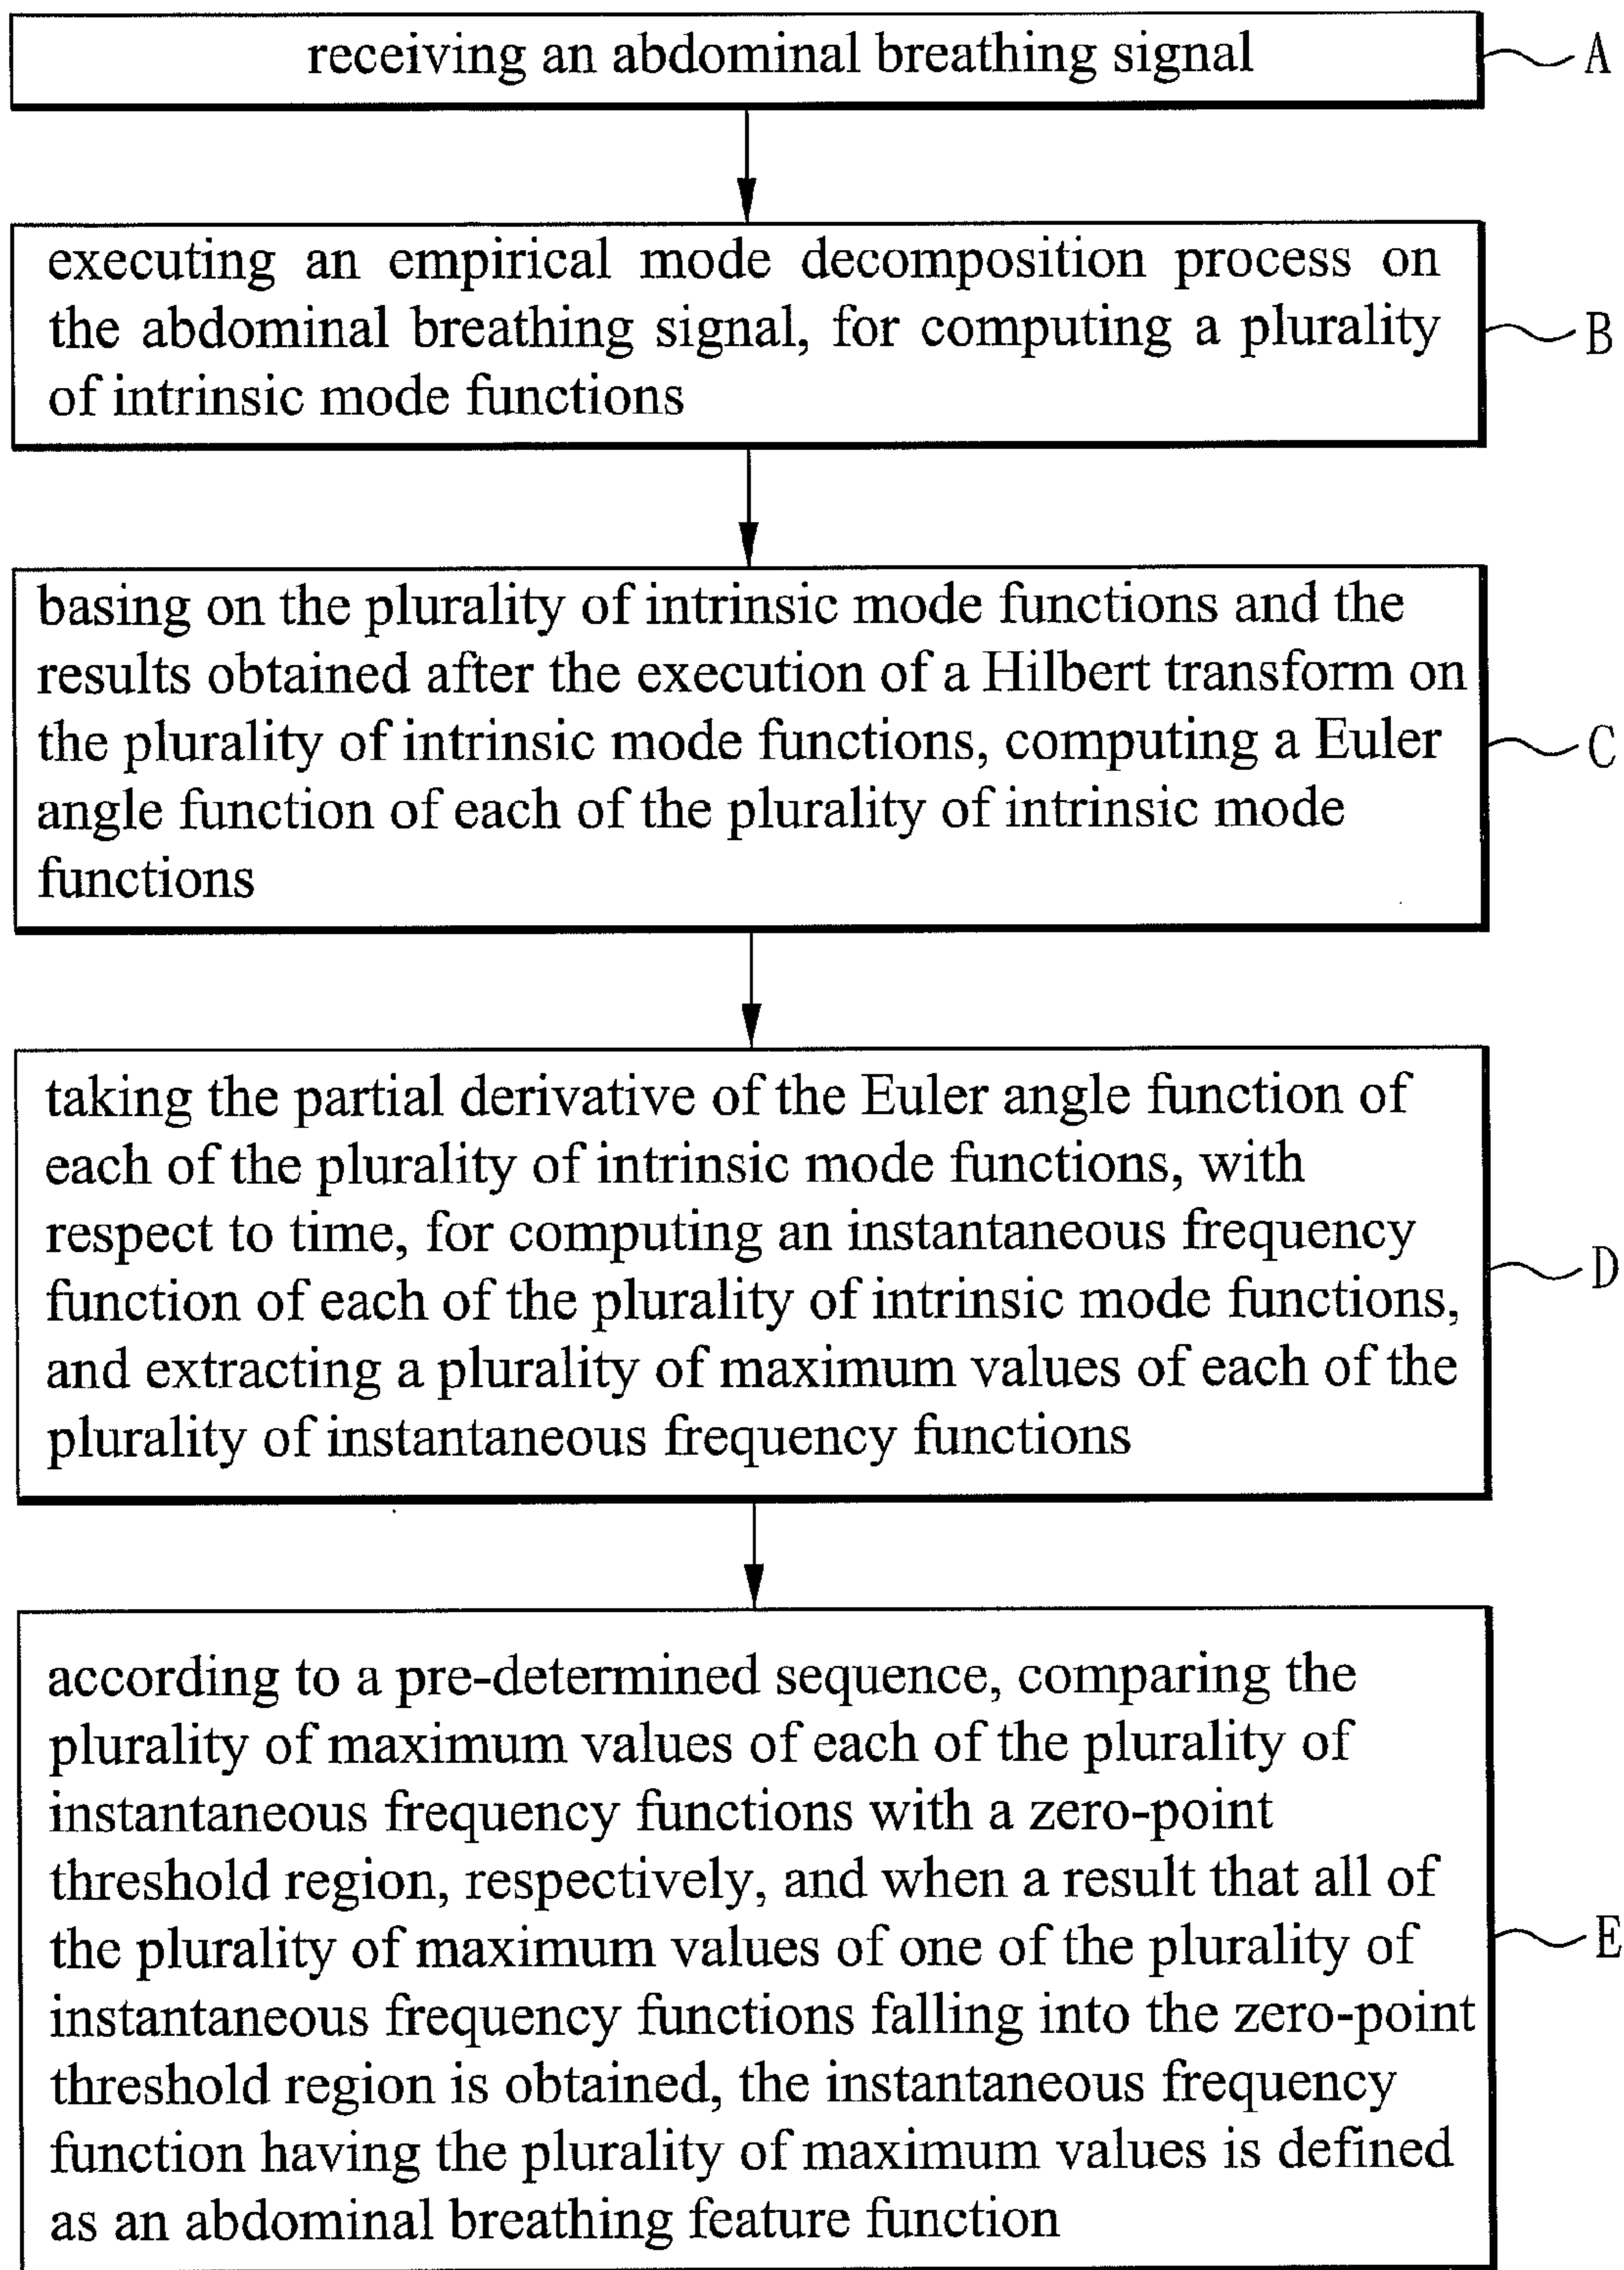 receiving an abdominal breathing signal
A
executing an empirical mode decomposition process on
the abdominal breathing signal, for computing a plurality
of intrinsic mode functions
B
basing on the plurality of intrinsic mode functions and the
results obtained after the execution of a Hilbert transform on
the plurality of intrinsic mode functions, computing a Euler
angle function of each of the plurality of intrinsic mode
functions
C
taking the partial derivative of the Euler angle function of
each of the plurality of intrinsic mode functions, with
respect to time, for computing an instantaneous frequency
function of each of the plurality of intrinsic mode functions,
and extracting a plurality of maximum values of each of the
plurality of instantaneous frequency functions
D
according to a pre-determined sequence, comparing the
plurality of maximum values of each of the plurality of
instantaneous frequency functions with a zero-point
threshold region, respectively, and when a result that all of
the plurality of maximum values of one of the plurality of
instantaneous frequency functions falling into the zero-point
threshold region is obtained, the instantaneous frequency
function having the plurality of maximum values is defined
as an abdominal breathing feature function
E